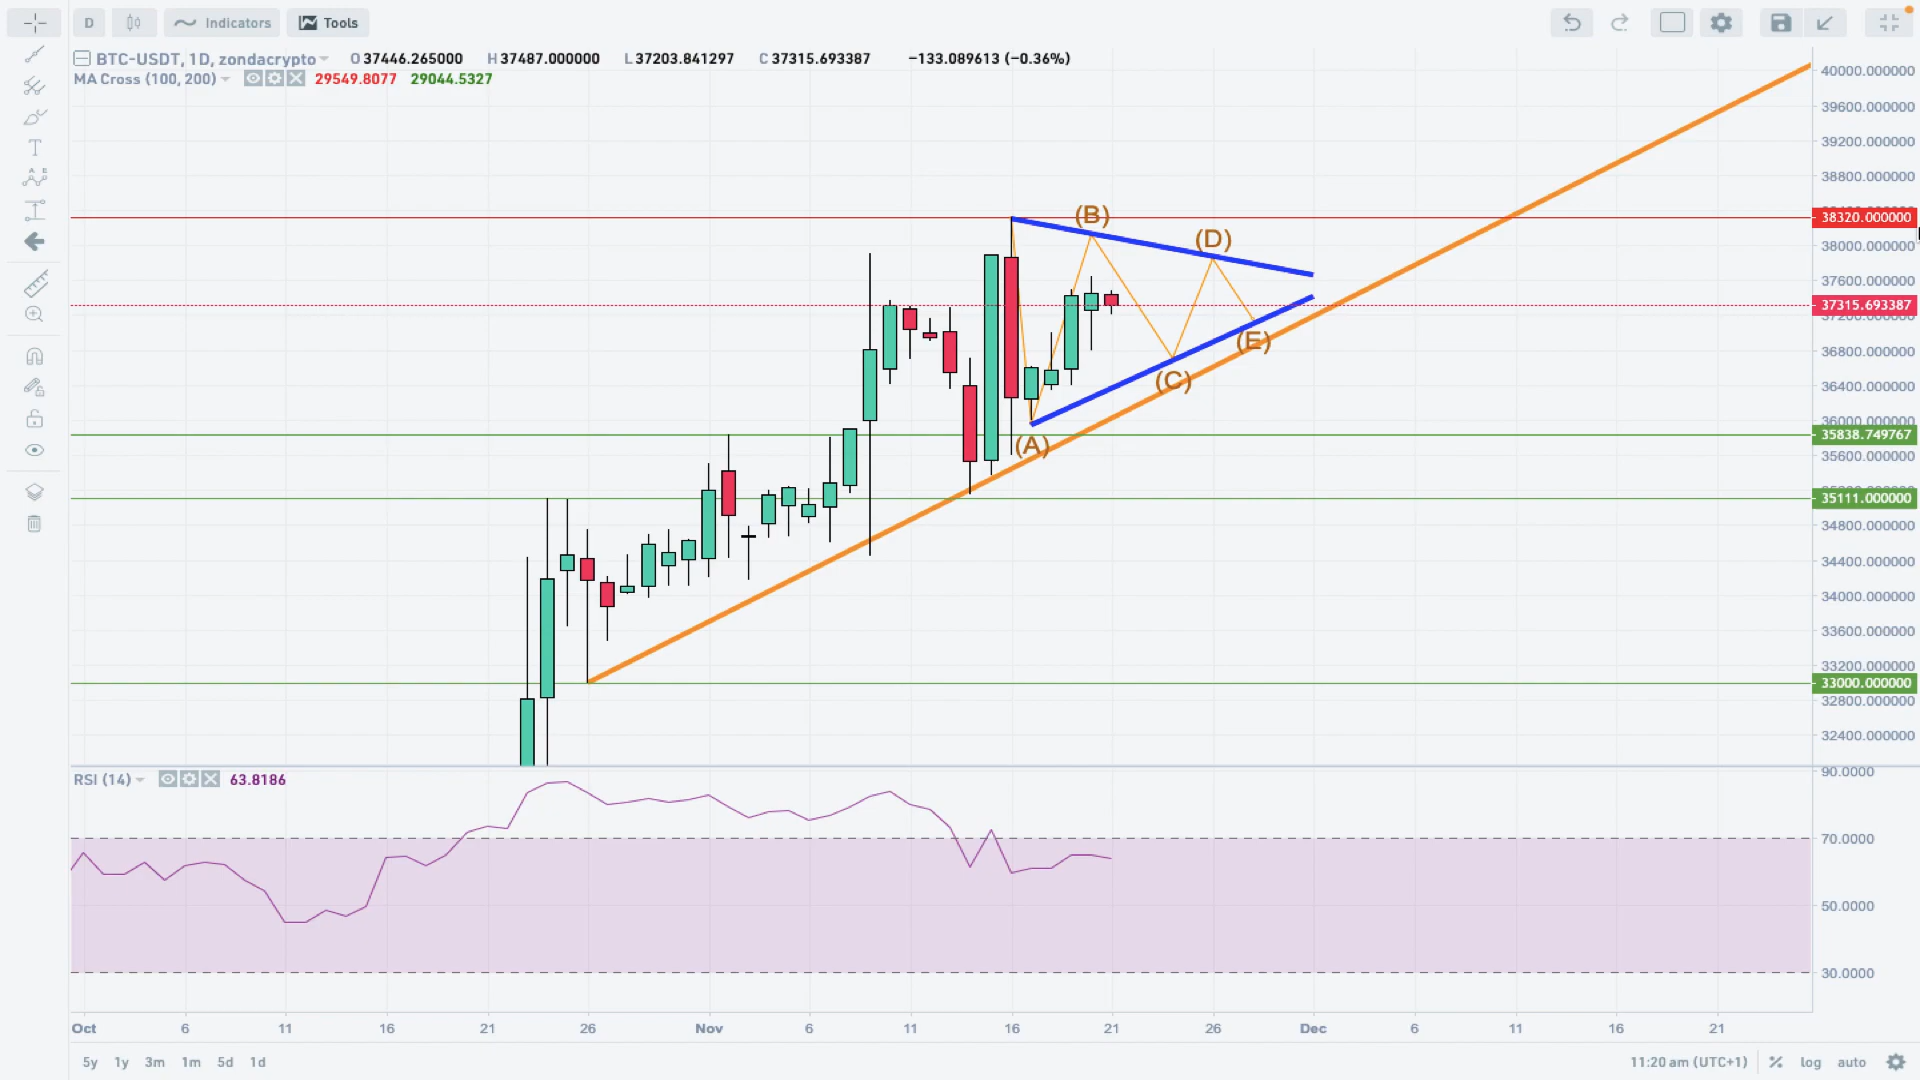 D Indicators Tools
BTC-USDT, 1D, zondacrypto O 37446.265000 H 37487.000000 L 37203.841297 C 37315.693387 −133.089613 (−0.36%)
MA Cross (100, 200) 29549.8077 29044.5327
40000.000000
39600.000000
39200.000000
38800.000000
(B)
38320.000000
(D)
38000.000000
37600.000000
37315.693387
37200.000000
(E)
36800.000000
(C)
36400.000000
36000.000000
35838.749767
(A)
35600.000000
35111.000000
34800.000000
34400.000000
34000.000000
33600.000000
33200.000000
33000.000000
32800.000000
32400.000000
RSI (14) 63.8186
90.0000
70.0000
50.0000
30.0000
Oct 6 11 16 21 26 Nov 6 11 16 21 26 Dec 6 11 16 21
5y 1y 3m 1m 5d 1d 11:20 am (UTC+1) % log auto